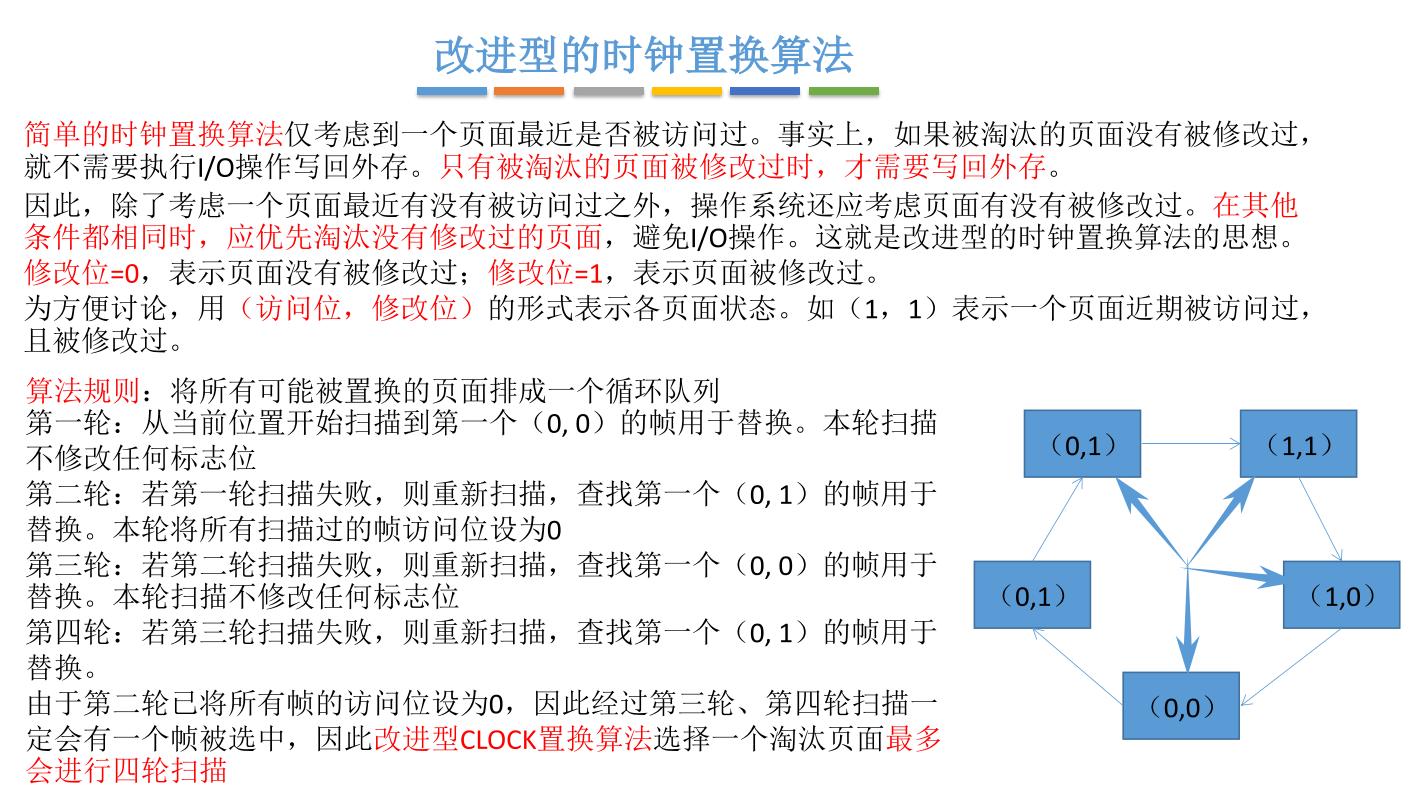 改进型的时钟置换算法
简单的时钟置换算法仅考虑到一个页面最近是否被访问过。事实上，如果被淘汰的页面没有被修改过，
就不需要执行I/O操作写回外存。只有被淘汰的页面被修改过时，才需要写回外存。
因此，除了考虑一个页面最近有没有被访问过之外，操作系统还应考虑页面有没有被修改过。在其他
条件都相同时，应优先淘汰没有修改过的页面，避免I/O操作。这就是改进型的时钟置换算法的思想。
修改位=0，表示页面没有被修改过；修改位=1，表示页面被修改过。
为方便讨论，用（访问位，修改位）的形式表示各页面状态。如（1，1）表示一个页面近期被访问过，
且被修改过。
算法规则：将所有可能被置换的页面排成一个循环队列
第一轮：从当前位置开始扫描到第一个（0, 0）的帧用于替换。本轮扫描
不修改任何标志位
第二轮：若第一轮扫描失败，则重新扫描，查找第一个（0, 1）的帧用于
替换。本轮将所有扫描过的帧访问位设为0
第三轮：若第二轮扫描失败，则重新扫描，查找第一个（0, 0）的帧用于
替换。本轮扫描不修改任何标志位
第四轮：若第三轮扫描失败，则重新扫描，查找第一个（0, 1）的帧用于
替换。
由于第二轮已将所有帧的访问位设为0，因此经过第三轮、第四轮扫描一
定会有一个帧被选中，因此改进型CLOCK置换算法选择一个淘汰页面最多
会进行四轮扫描
（0,1）
（1,1）
（0,1）
（1,0）
（0,0）